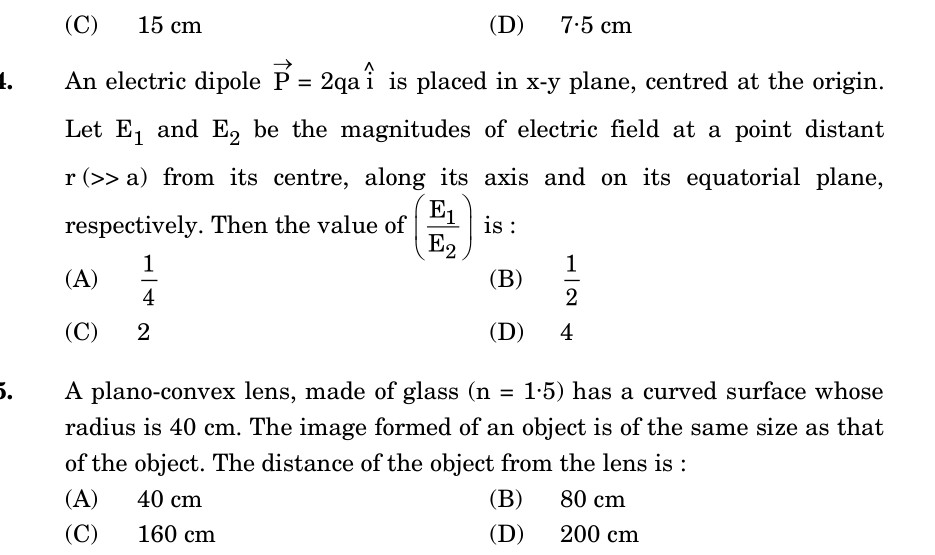 (C) 15 cm (D) 7·5 cm
4. An electric dipole P⃗ = 2qa î is placed in x-y plane, centred at the origin.
Let E₁ and E₂ be the magnitudes of electric field at a point distant
r (>> a) from its centre, along its axis and on its equatorial plane,
respectively. Then the value of (E₁/E₂) is :
(A) 1/4 (B) 1/2
(C) 2 (D) 4
5. A plano-convex lens, made of glass (n = 1·5) has a curved surface whose
radius is 40 cm. The image formed of an object is of the same size as that
of the object. The distance of the object from the lens is :
(A) 40 cm (B) 80 cm
(C) 160 cm (D) 200 cm